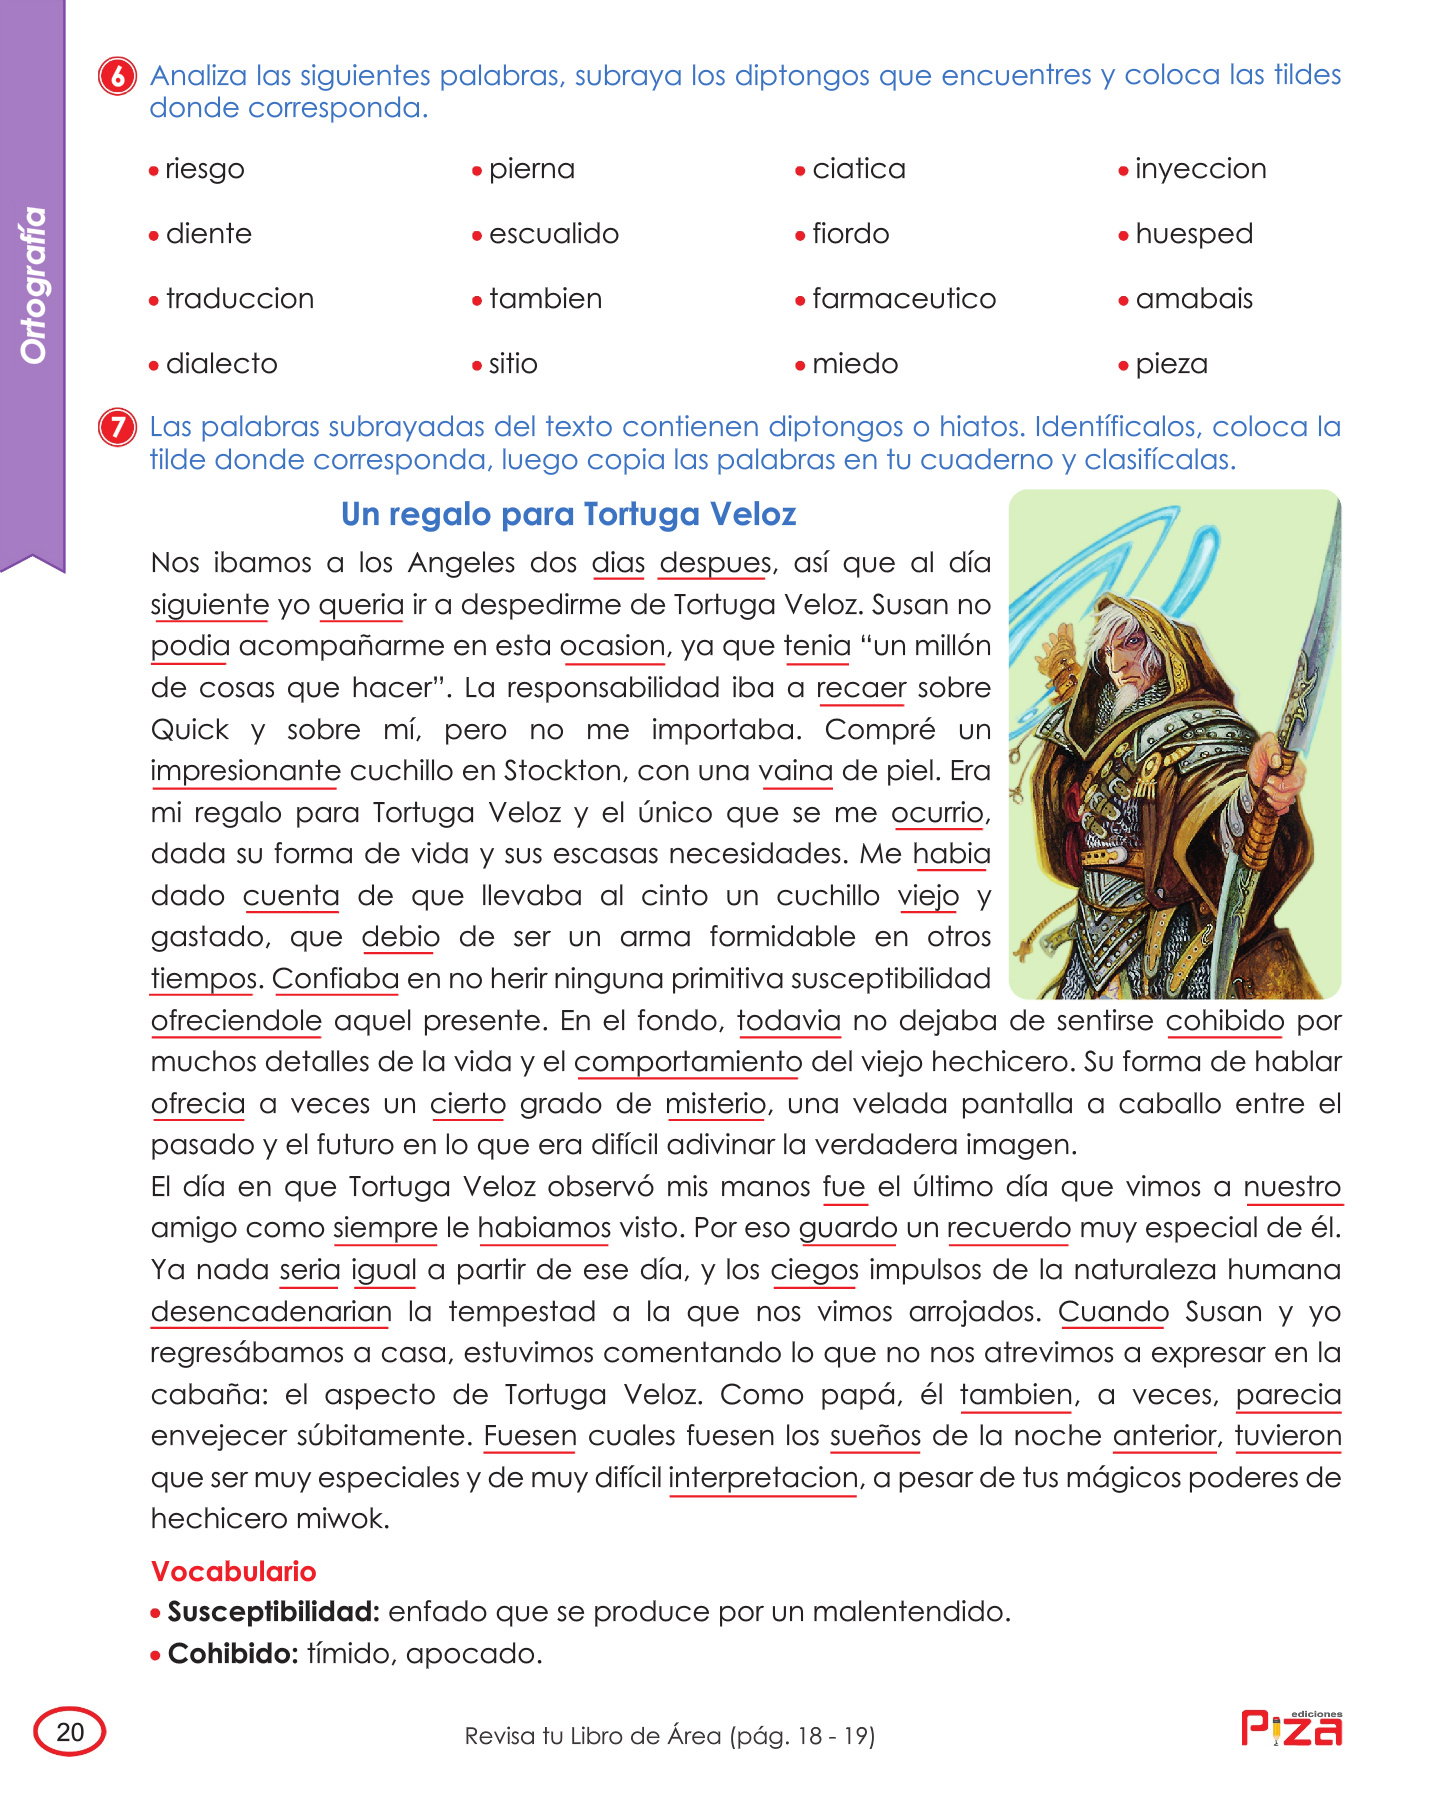 Ortografía
6 Analiza las siguientes palabras, subraya los diptongos que encuentres y coloca las tildes
donde corresponda.
• riesgo • pierna • ciatica • inyeccion
• diente • escualido • fiordo • huesped
• traduccion • tambien • farmaceutico • amabais
• dialecto • sitio • miedo • pieza
7 Las palabras subrayadas del texto contienen diptongos o hiatos. Identíficalos, coloca la
tilde donde corresponda, luego copia las palabras en tu cuaderno y clasifícalas.
Un regalo para Tortuga Veloz
Nos ibamos a los Angeles dos dias despues, así que al día
siguiente yo queria ir a despedirme de Tortuga Veloz. Susan no
podia acompañarme en esta ocasion, ya que tenia “un millón
de cosas que hacer”. La responsabilidad iba a recaer sobre
Quick y sobre mí, pero no me importaba. Compré un
impresionante cuchillo en Stockton, con una vaina de piel. Era
mi regalo para Tortuga Veloz y el único que se me ocurrio,
dada su forma de vida y sus escasas necesidades. Me habia
dado cuenta de que llevaba al cinto un cuchillo viejo y
gastado, que debio de ser un arma formidable en otros
tiempos. Confiaba en no herir ninguna primitiva susceptibilidad
ofreciendole aquel presente. En el fondo, todavia no dejaba de sentirse cohibido por
muchos detalles de la vida y el comportamiento del viejo hechicero. Su forma de hablar
ofrecia a veces un cierto grado de misterio, una velada pantalla a caballo entre el
pasado y el futuro en lo que era difícil adivinar la verdadera imagen.
El día en que Tortuga Veloz observó mis manos fue el último día que vimos a nuestro
amigo como siempre le habiamos visto. Por eso guardo un recuerdo muy especial de él.
Ya nada seria igual a partir de ese día, y los ciegos impulsos de la naturaleza humana
desencadenarian la tempestad a la que nos vimos arrojados. Cuando Susan y yo
regresábamos a casa, estuvimos comentando lo que no nos atrevimos a expresar en la
cabaña: el aspecto de Tortuga Veloz. Como papá, él tambien, a veces, parecia
envejecer súbitamente. Fuesen cuales fuesen los sueños de la noche anterior, tuvieron
que ser muy especiales y de muy difícil interpretacion, a pesar de tus mágicos poderes de
hechicero miwok.
Vocabulario
• Susceptibilidad: enfado que se produce por un malentendido.
• Cohibido: tímido, apocado.
20
Revisa tu Libro de Área (pág. 18 - 19)
ediciones
Piza